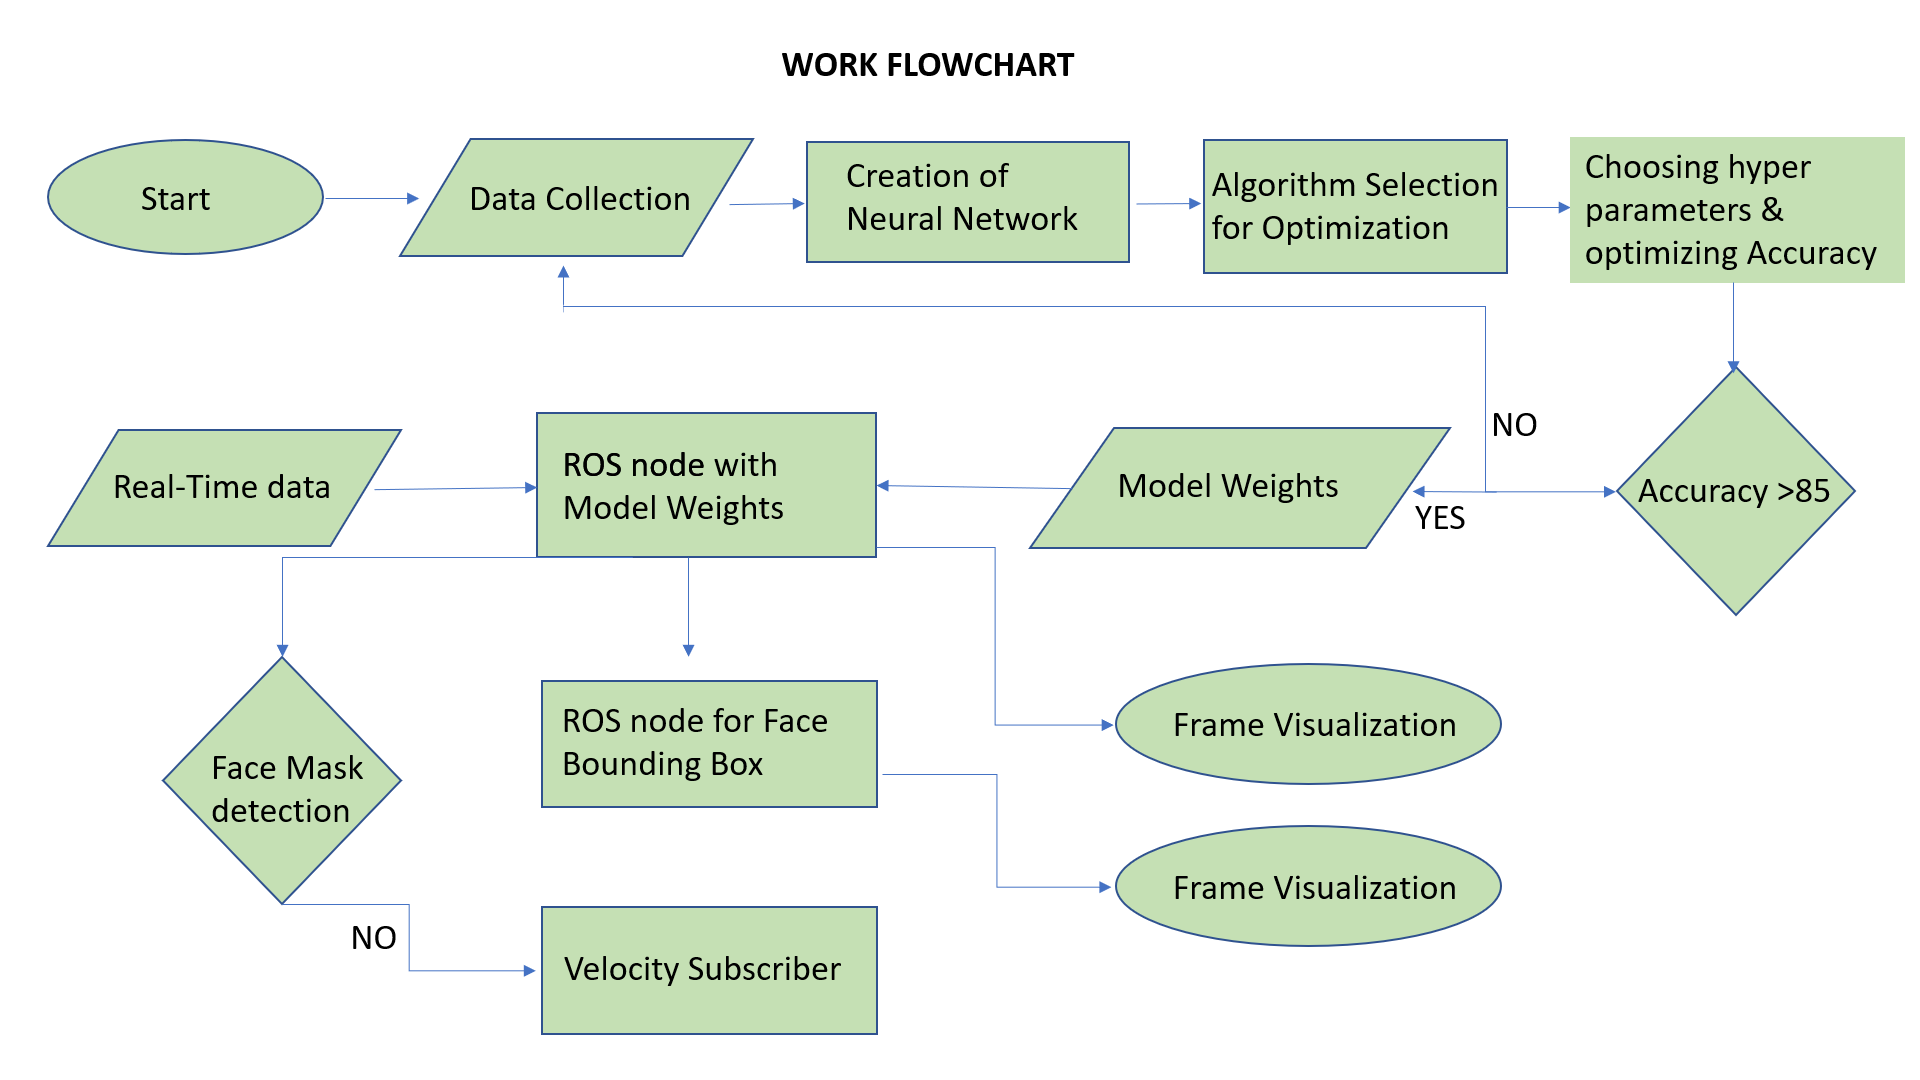 WORK FLOWCHART
Start
Data Collection
Creation of
Neural Network
Algorithm Selection
for Optimization
Choosing hyper
parameters &
optimizing Accuracy
NO
Real-Time data
ROS node with
Model Weights
Model Weights
YES
Accuracy >85
Face Mask
detection
ROS node for Face
Bounding Box
Frame Visualization
Frame Visualization
NO
Velocity Subscriber